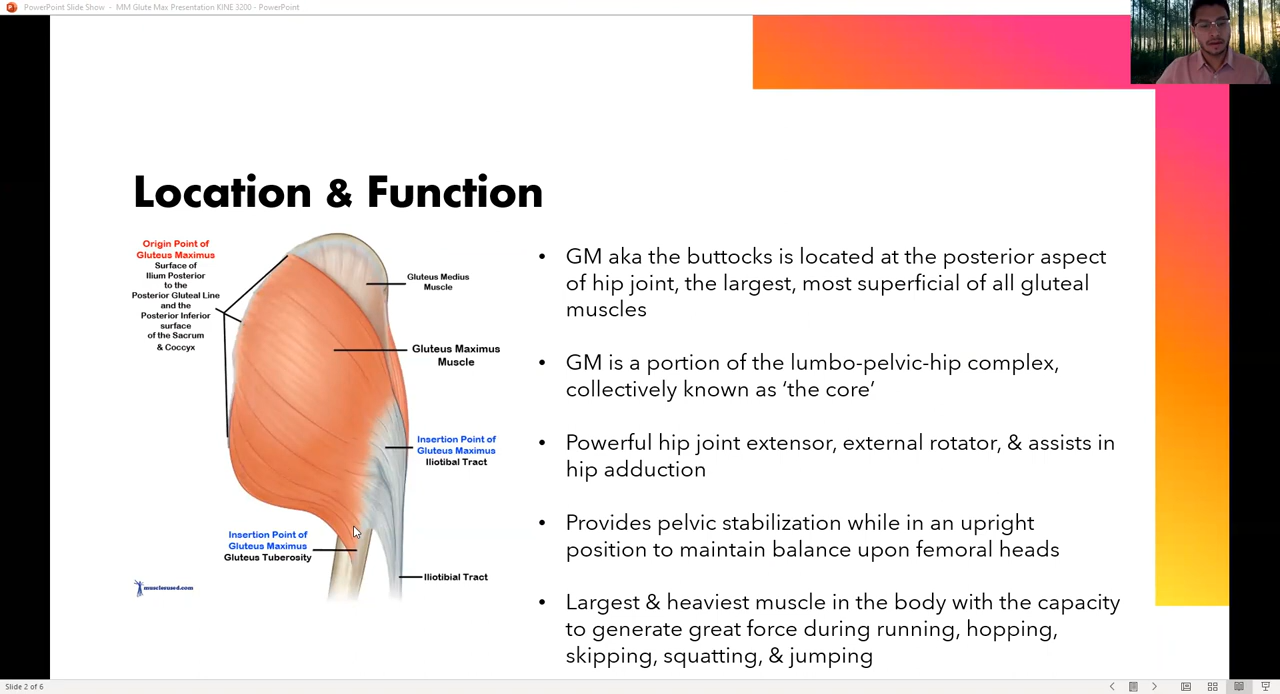 PowerPoint Slide Show - MM Glute Max Presentation KINE 3200 - PowerPoint
Location & Function
Origin Point of
Gluteus Maximus
Surface of
Ilium Posterior
to the
Posterior Gluteal Line
and the
Posterior Inferior
surface
of the Sacrum
& Coccyx
Gluteus Medius
Muscle
Gluteus Maximus
Muscle
Insertion Point of
Gluteus Maximus
Iliotibal Tract
Insertion Point of
Gluteus Maximus
Gluteus Tuberosity
Iliotibial Tract
musclesused.com
• GM aka the buttocks is located at the posterior aspect
of hip joint, the largest, most superficial of all gluteal
muscles
• GM is a portion of the lumbo-pelvic-hip complex,
collectively known as ‘the core’
• Powerful hip joint extensor, external rotator, & assists in
hip adduction
• Provides pelvic stabilization while in an upright
position to maintain balance upon femoral heads
• Largest & heaviest muscle in the body with the capacity
to generate great force during running, hopping,
skipping, squatting, & jumping
Slide 2 of 6